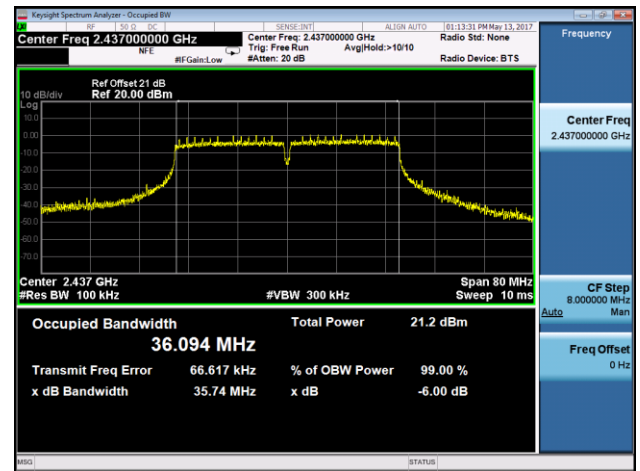 Keysight Spectrum Analyzer - Occupied BW
RF 50 Ω DC SENSE:INT ALIGN AUTO 01:13:31 PM May 13, 2017
Center Freq 2.437000000 GHz Center Freq: 2.437000000 GHz Radio Std: None
NFE Trig: Free Run Avg|Hold:>10/10
#IFGain:Low #Atten: 20 dB Radio Device: BTS
Ref Offset 21 dB
10 dB/div Ref 20.00 dBm
Log
10.0
0.00
-10.0
-20.0
-30.0
-40.0
-50.0
-60.0
-70.0
Center 2.437 GHz Span 80 MHz
#Res BW 100 kHz #VBW 300 kHz Sweep 10 ms
Occupied Bandwidth Total Power 21.2 dBm
36.094 MHz
Transmit Freq Error 66.617 kHz % of OBW Power 99.00 %
x dB Bandwidth 35.74 MHz x dB -6.00 dB
MSG STATUS
Frequency
Center Freq
2.437000000 GHz
CF Step
8.000000 MHz
Auto Man
Freq Offset
0 Hz